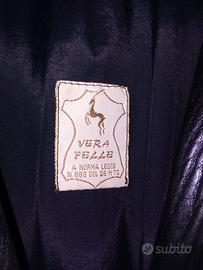 VERA
PELLE
A NORMA LEGGE
N. 883 DEL 26 11 73
subito